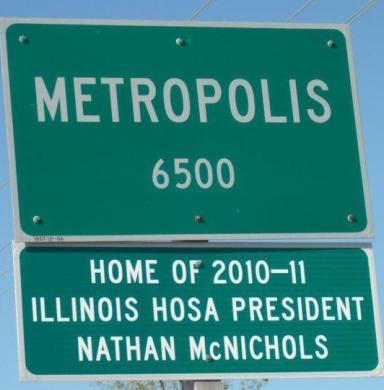 METROPOLIS
6500
HOME OF 2010-11
ILLINOIS HOSA PRESIDENT
NATHAN McNICHOLS